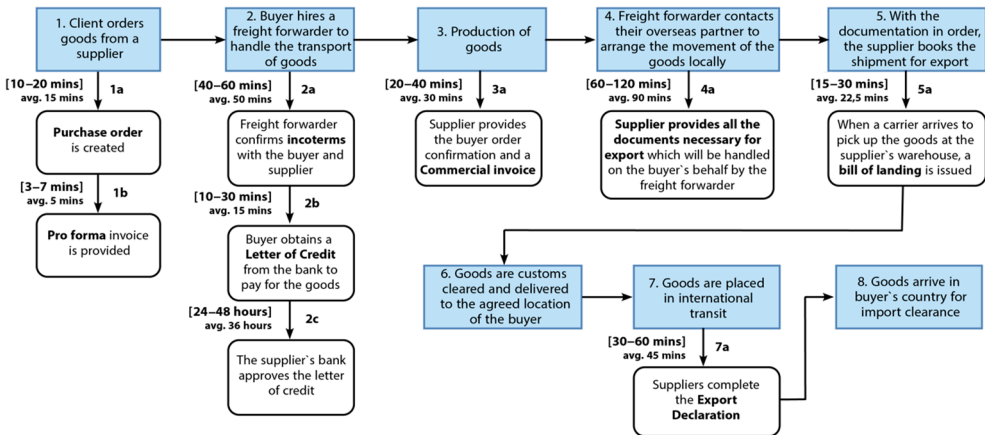 1. Client orders
goods from a
supplier
2. Buyer hires a
freight forwarder to
handle the transport
of goods
3. Production of
goods
4. Freight forwarder contacts
their overseas partner to
arrange the movement of the
goods locally
5. With the
documentation in order,
the supplier books the
shipment for export
[10–20 mins]
avg. 15 mins
1a
[40–60 mins]
avg. 50 mins
2a
[20–40 mins]
avg. 30 mins
3a
[60–120 mins]
avg. 90 mins
4a
[15–30 mins]
avg. 22,5 mins
5a
Purchase order
is created
Freight forwarder
confirms incoterms
with the buyer and
supplier
Supplier provides
the buyer order
confirmation and a
Commercial invoice
Supplier provides all the
documents necessary for
export which will be handled
on the buyer`s behalf by the
freight forwarder
When a carrier arrives to
pick up the goods at the
supplier`s warehouse, a
bill of landing is issued
[3–7 mins]
avg. 5 mins
1b
[10–30 mins]
avg. 15 mins
2b
Pro forma invoice
is provided
Buyer obtains a
Letter of Credit
from the bank to
pay for the goods
6. Goods are customs
cleared and delivered
to the agreed location
of the buyer
7. Goods are placed
in international
transit
8. Goods arrive in
buyer`s country for
import clearance
[24–48 hours]
avg. 36 hours
2c
[30–60 mins]
avg. 45 mins
7a
The supplier`s bank
approves the letter
of credit
Suppliers complete
the Export
Declaration